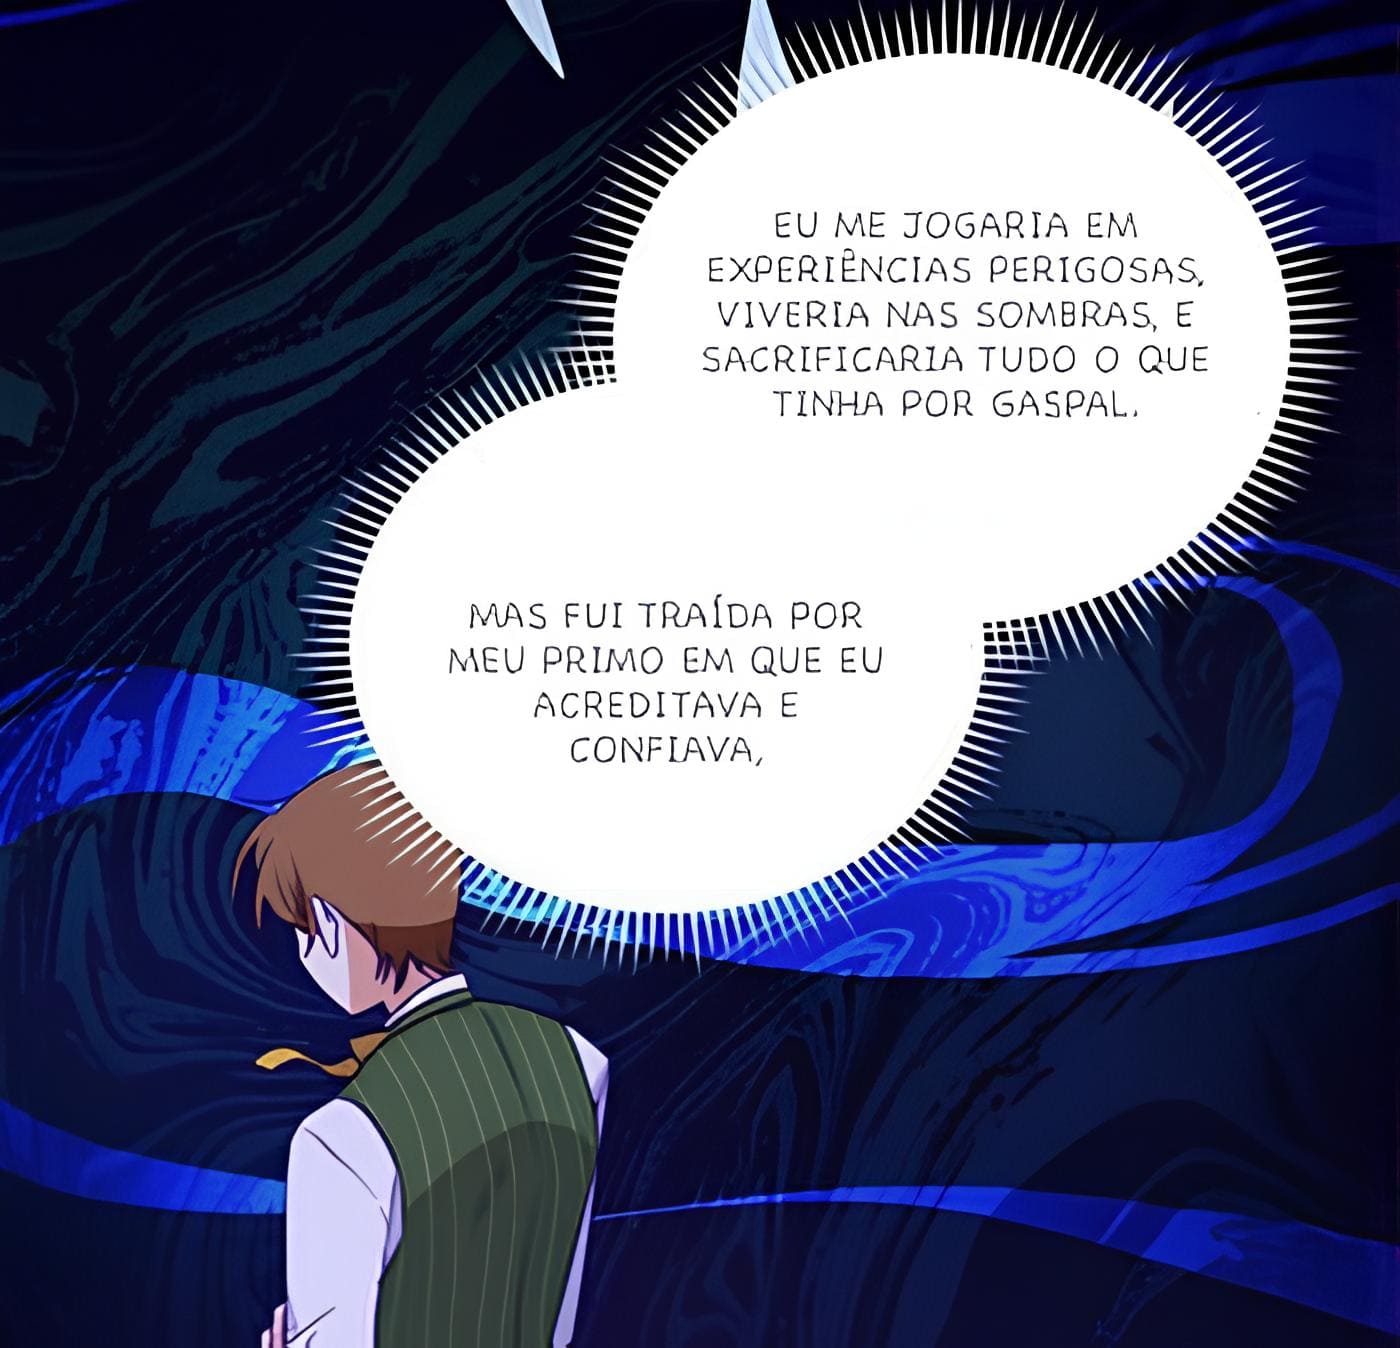 EU ME JOGARIA EM
EXPERIÊNCIAS PERIGOSAS,
VIVERIA NAS SOMBRAS, E
SACRIFICARIA TUDO O QUE
TINHA POR GASPAL.
MAS FUI TRAÍDA POR
MEU PRIMO EM QUE EU
ACREDITAVA E
CONFIAVA,